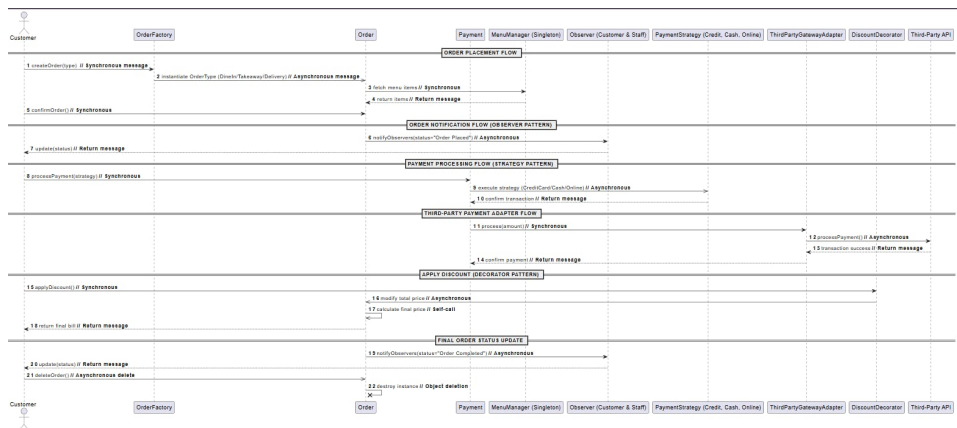 Customer
OrderFactory
Order
Payment
MenuManager (Singleton)
Observer (Customer & Staff)
PaymentStrategy (Credit, Cash, Online)
ThirdPartyGatewayAdapter
DiscountDecorator
Third-Party API
ORDER PLACEMENT FLOW
1 createOrder(type) // Synchronous message
2 instantiate OrderType (DineIn/Takeaway/Delivery) // Asynchronous message
3 fetch menu items // Synchronous
4 return items // Return message
5 confirmOrder() // Synchronous
ORDER NOTIFICATION FLOW (OBSERVER PATTERN)
6 notifyObservers(status="Order Placed") // Asynchronous
7 update(status) // Return message
PAYMENT PROCESSING FLOW (STRATEGY PATTERN)
8 processPayment(strategy) // Synchronous
9 execute strategy (CreditCard/Cash/Online) // Asynchronous
10 confirm transaction // Return message
THIRD-PARTY PAYMENT ADAPTER FLOW
11 process(amount) // Synchronous
12 processPayment() // Asynchronous
13 transaction success // Return message
14 confirm payment // Return message
APPLY DISCOUNT (DECORATOR PATTERN)
15 applyDiscount() // Synchronous
16 modify total price // Asynchronous
17 calculate final price // Self-call
18 return final bill // Return message
FINAL ORDER STATUS UPDATE
19 notifyObservers(status="Order Completed") // Asynchronous
20 update(status) // Return message
21 deleteOrder() // Asynchronous delete
22 destroy instance // Object deletion
Customer
OrderFactory
Order
Payment
MenuManager (Singleton)
Observer (Customer & Staff)
PaymentStrategy (Credit, Cash, Online)
ThirdPartyGatewayAdapter
DiscountDecorator
Third-Party API